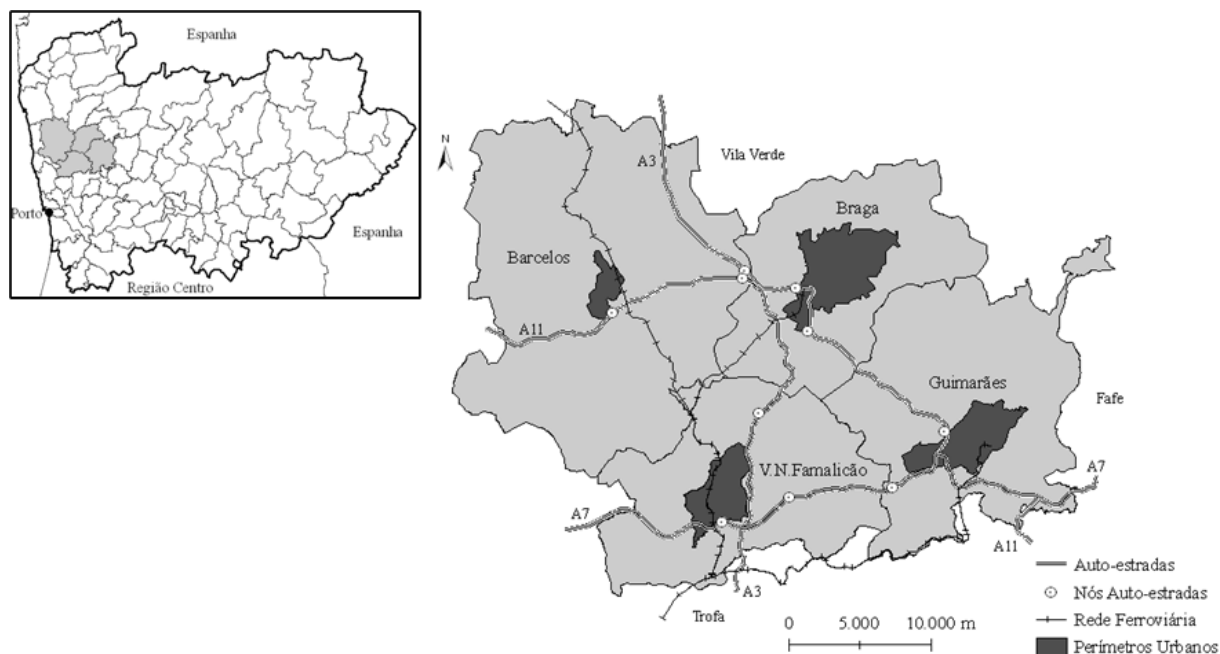 Espanha
Porto
Espanha
Região Centro
N
A3
Vila Verde
Braga
Barcelos
A11
Guimarães
Fafe
V.N.Famalicão
A7
A7
A11
A3
Trofa
0 5.000 10.000 m
Auto-estradas
Nós Auto-estradas
Rede Ferroviária
Perímetros Urbanos